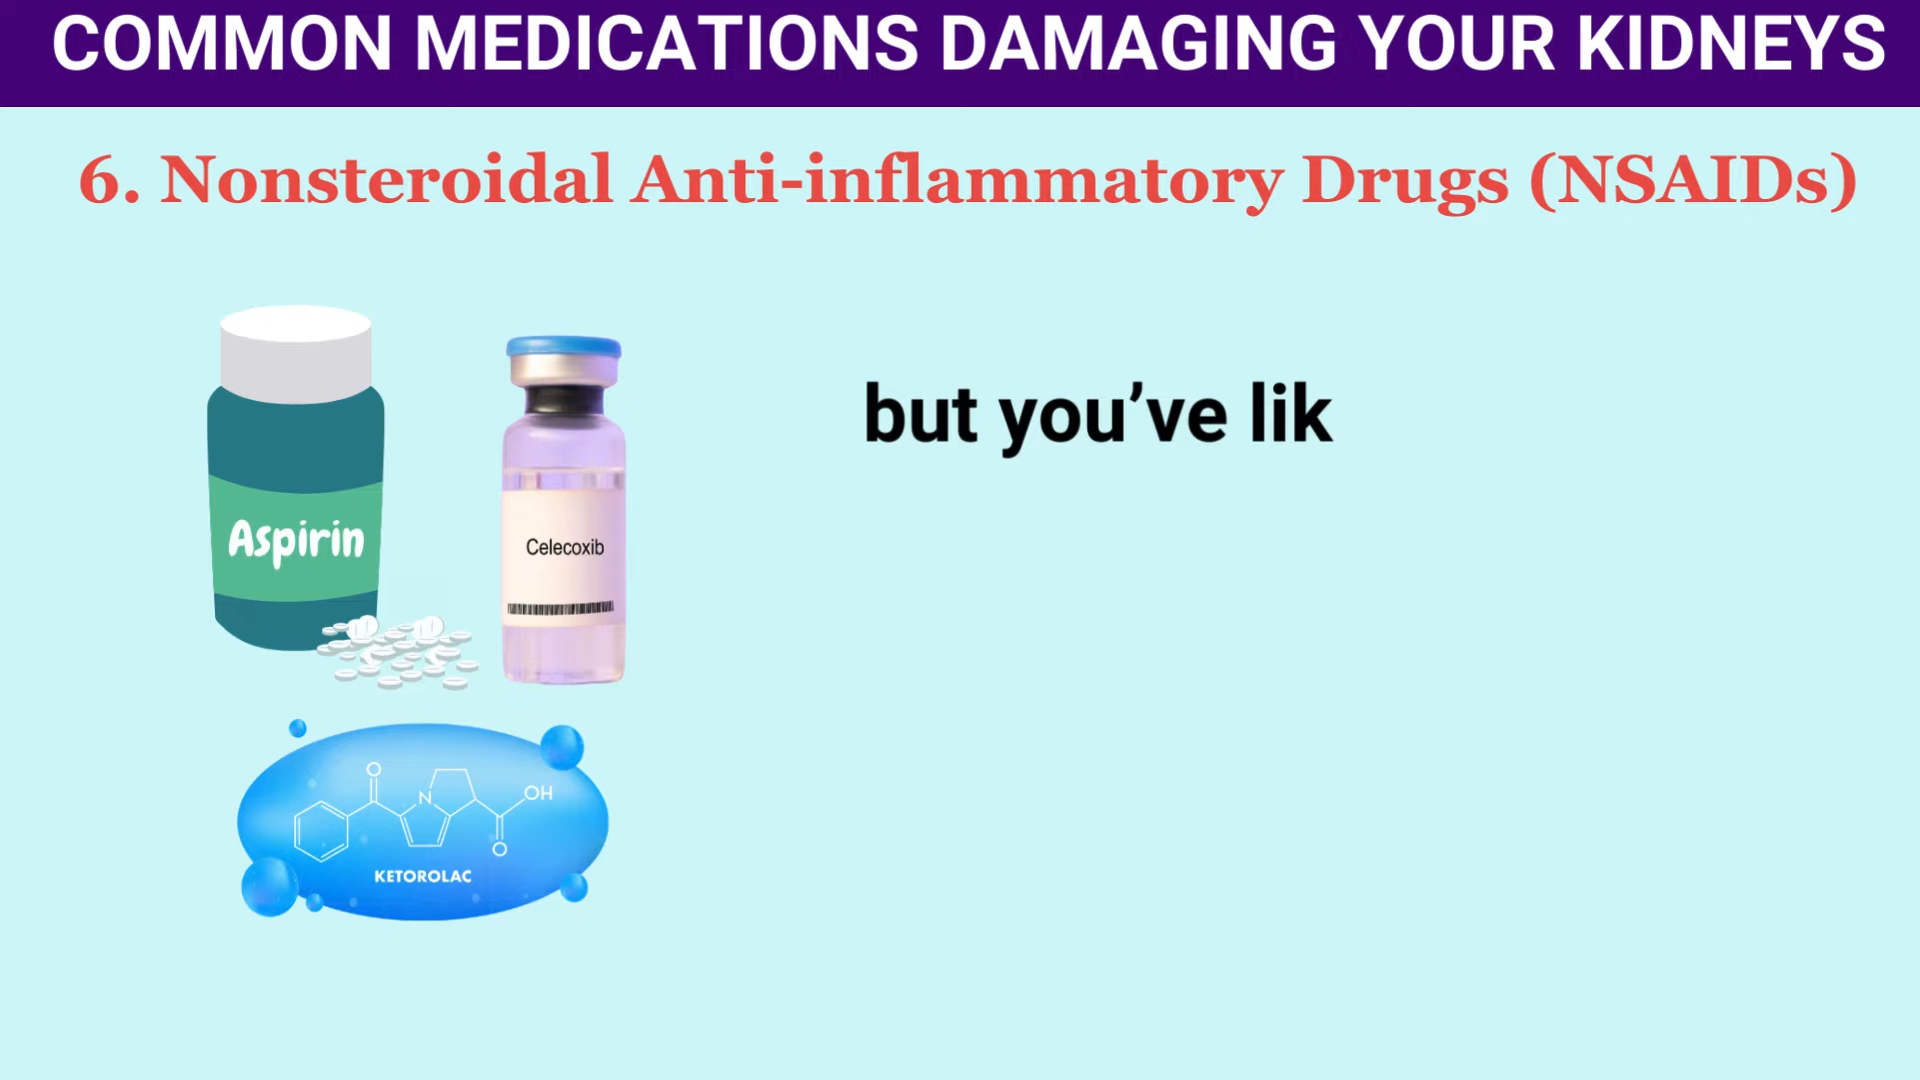 COMMON MEDICATIONS DAMAGING YOUR KIDNEYS
6. Nonsteroidal Anti-inflammatory Drugs (NSAIDs)
but you’ve lik
Aspirin
Celecoxib
O
N
OH
O
KETOROLAC